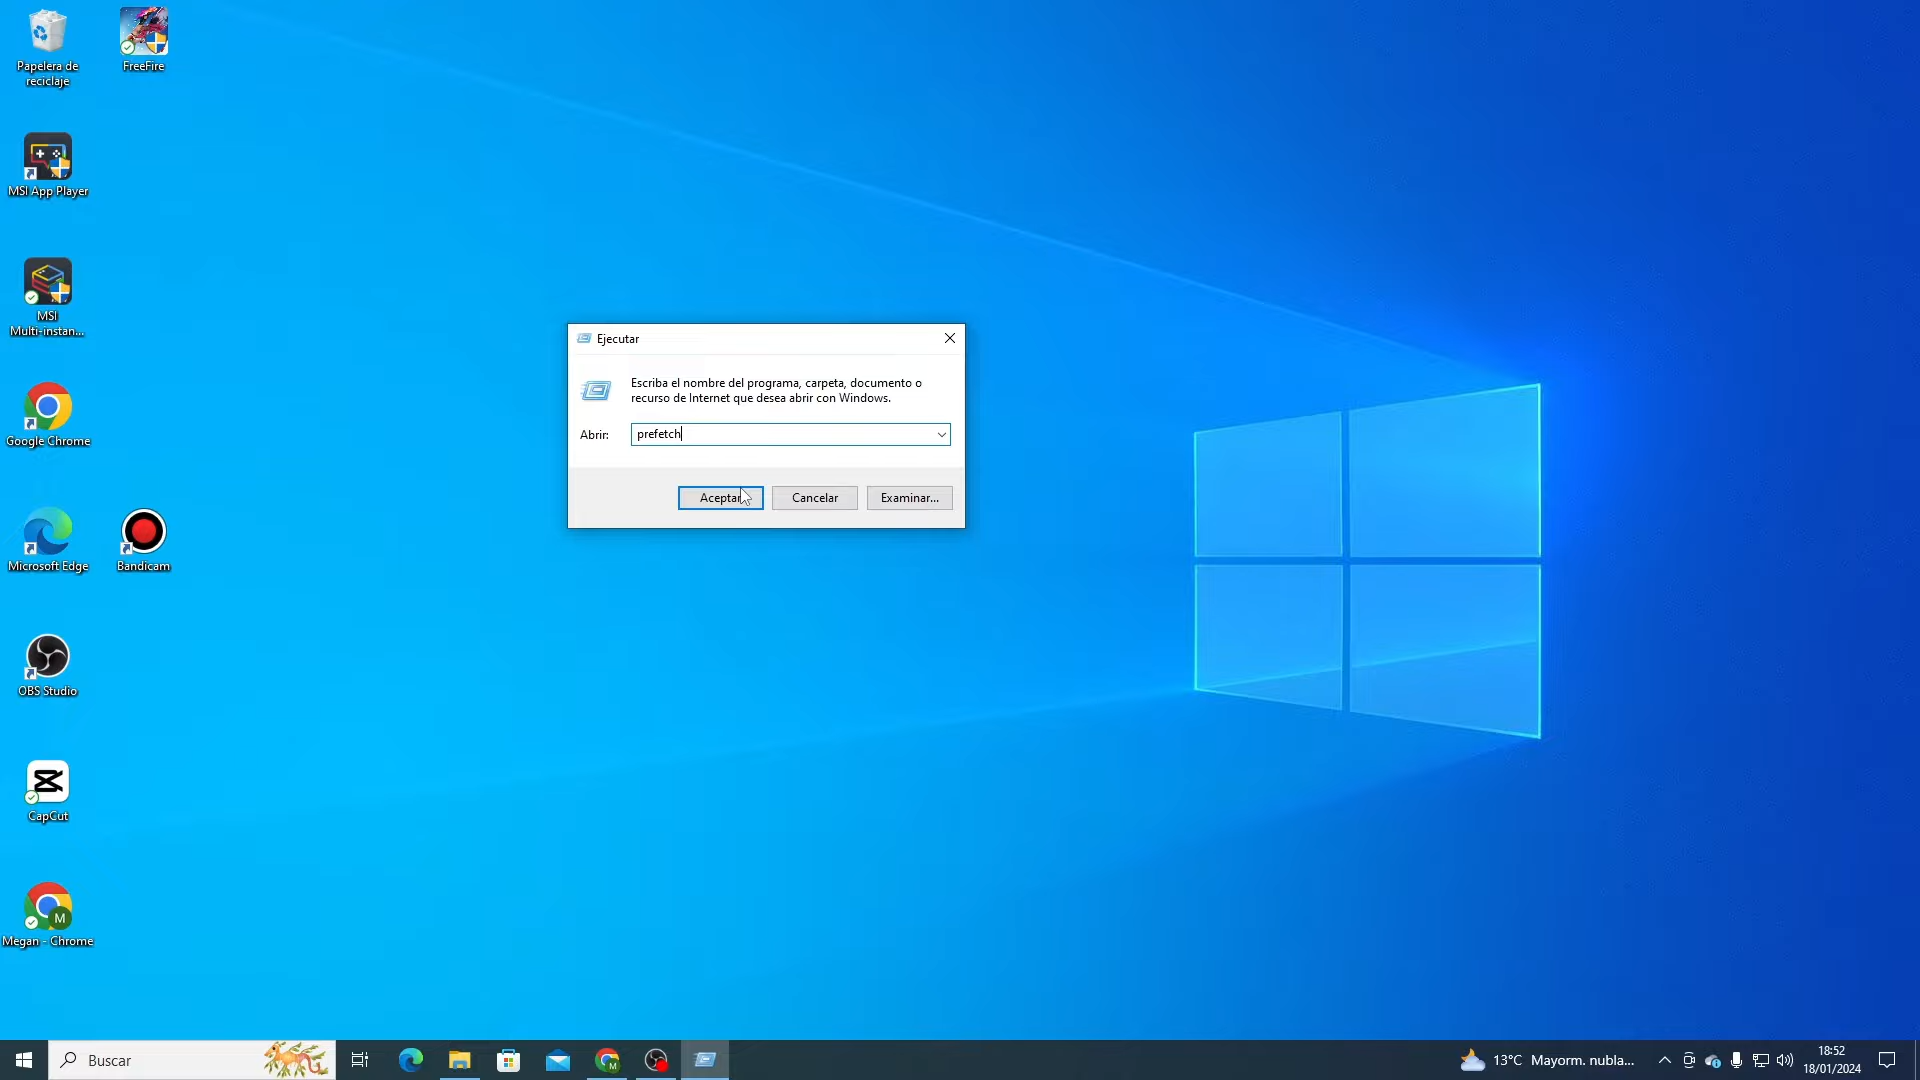 Papelera de
reciclaje
FreeFire
MSI App Player
MSI
Multi-instan...
Google Chrome
Microsoft Edge
Bandicam
OBS Studio
CapCut
M
Megan - Chrome
Ejecutar
Escriba el nombre del programa, carpeta, documento o
recurso de Internet que desea abrir con Windows.
Abrir:
prefetch
Aceptar
Cancelar
Examinar...
Buscar
M
13°C Mayorm. nubla...
18:52
18/01/2024